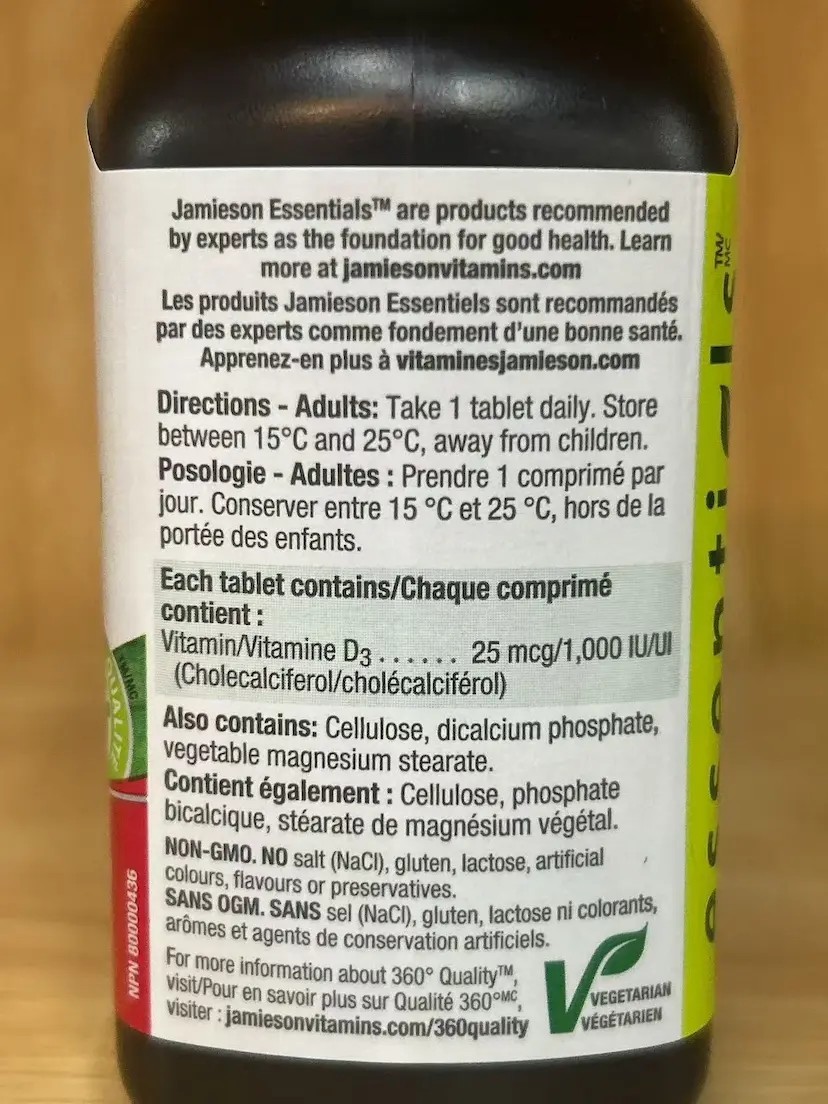 Jamieson Essentials™ are products recommended
by experts as the foundation for good health. Learn
more at jamiesonvitamins.com
Les produits Jamieson Essentiels sont recommandés
par des experts comme fondement d'une bonne santé.
Apprenez-en plus à vitaminesjamieson.com
Directions - Adults: Take 1 tablet daily. Store
between 15°C and 25°C, away from children.
Posologie - Adultes : Prendre 1 comprimé par
jour. Conserver entre 15 °C et 25 °C, hors de la
portée des enfants.
Each tablet contains/Chaque comprimé
contient :
Vitamin/Vitamine D3 ...... 25 mcg/1,000 IU/UI
(Cholecalciferol/cholécalciférol)
Also contains: Cellulose, dicalcium phosphate,
vegetable magnesium stearate.
Contient également : Cellulose, phosphate
bicalcique, stéarate de magnésium végétal.
NON-GMO. NO salt (NaCl), gluten, lactose, artificial
colours, flavours or preservatives.
SANS OGM. SANS sel (NaCl), gluten, lactose ni colorants,
arômes et agents de conservation artificiels.
For more information about 360° Quality™,
visit/Pour en savoir plus sur Qualité 360°MC,
visiter : jamiesonvitamins.com/360quality
VEGETARIAN
VÉGÉTARIEN
NPN 80000436
TM/MC
essentials
TM/
MC